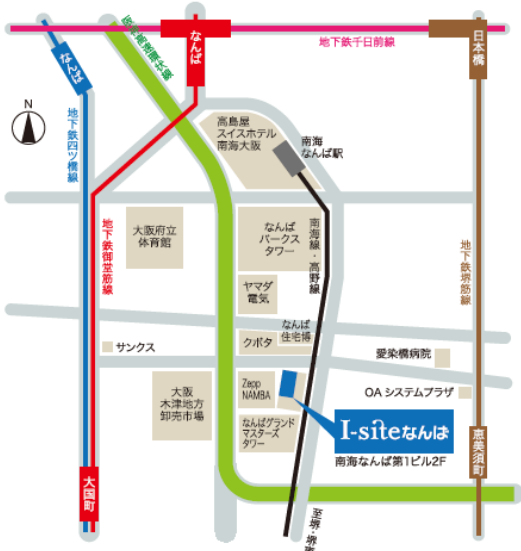 なんば
地下鉄千日前線
日本橋
なんば
阪神高速環状線
地下鉄四ツ橋線
N
高島屋
スイスホテル
南海大阪
南海
なんば駅
大阪府立
体育館
なんば
パークス
タワー
南海線・高野線
地下鉄御堂筋線
地下鉄堺筋線
ヤマダ
電気
なんば
住宅博
クボタ
サンクス
愛染橋病院
大阪
木津地方
卸売市場
Zepp
NAMBA
OA システムプラザ
I-siteなんば
なんばグランド
マスターズ
タワー
南海なんば第1ビル2F
恵美須町
大国町
至堺・堺市